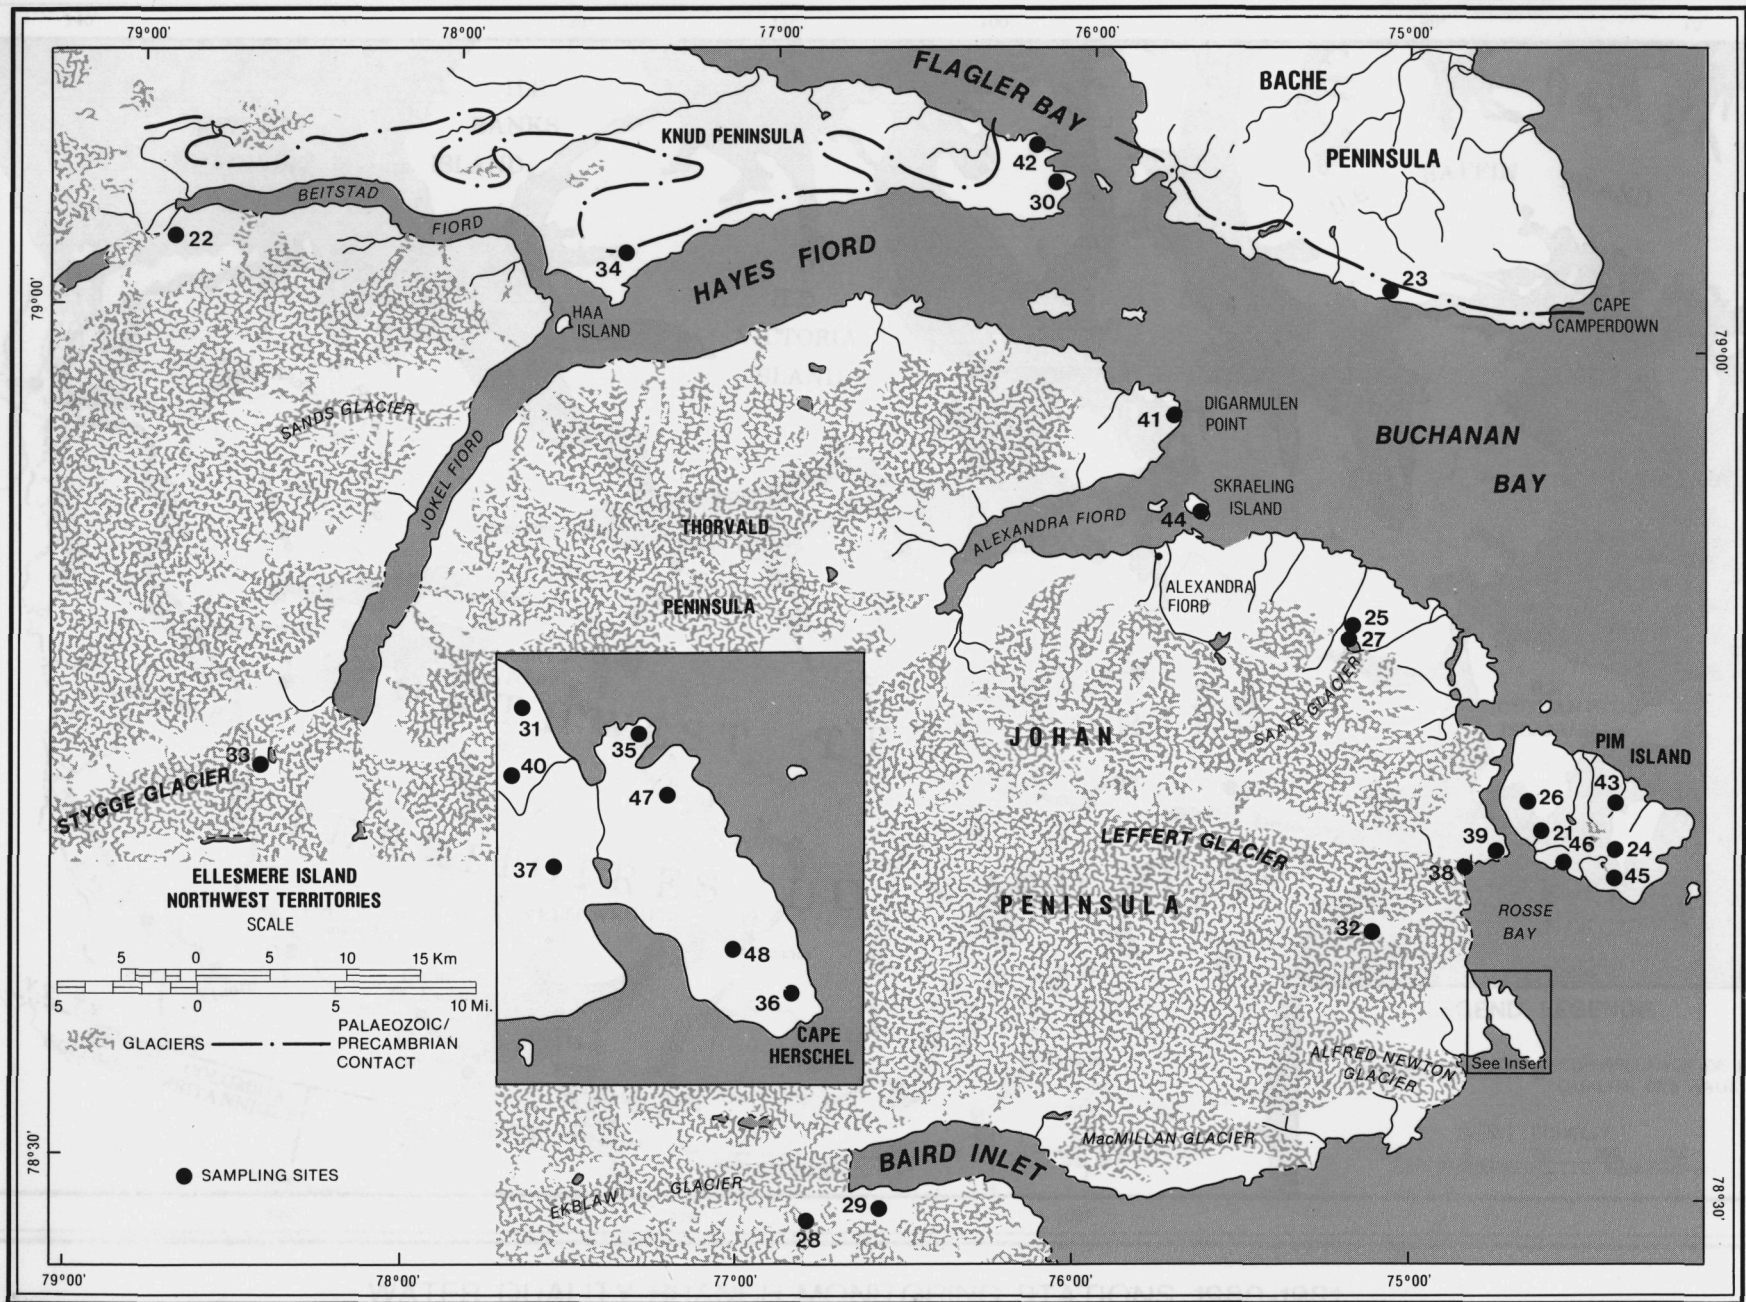 79°00'
78°00'
77°00'
76°00'
75°00'
FLAGLER BAY
BACHE
PENINSULA
KNUD PENINSULA
42
30
BEITSTAD
FIORD
22
34
HAYES FIORD
23
CAPE
CAMPERDOWN
79°00'
79°00'
HAA
ISLAND
SANDS GLACIER
JOKEL FIORD
41
DIGARMULEN
POINT
BUCHANAN
BAY
SKRAELING
ISLAND
44
ALEXANDRA FIORD
THORVALD
PENINSULA
ALEXANDRA
FIORD
25
27
SAATE GLACIER
JOHAN
PENINSULA
PIM
ISLAND
43
26
21
46
24
45
39
38
LEFFERT GLACIER
32
ROSSE
BAY
33
STYGGE GLACIER
31
35
40
47
37
48
36
CAPE
HERSCHEL
ELLESMERE ISLAND
NORTHWEST TERRITORIES
SCALE
5 0 5 10 15 Km
5 0 5 10 Mi.
GLACIERS
PALAEOZOIC/
PRECAMBRIAN
CONTACT
SAMPLING SITES
See Insert
ALFRED NEWTON
GLACIER
MacMILLAN GLACIER
BAIRD INLET
EKBLAW GLACIER
29
28
78°30'
78°30'
79°00'
78°00'
77°00'
76°00'
75°00'